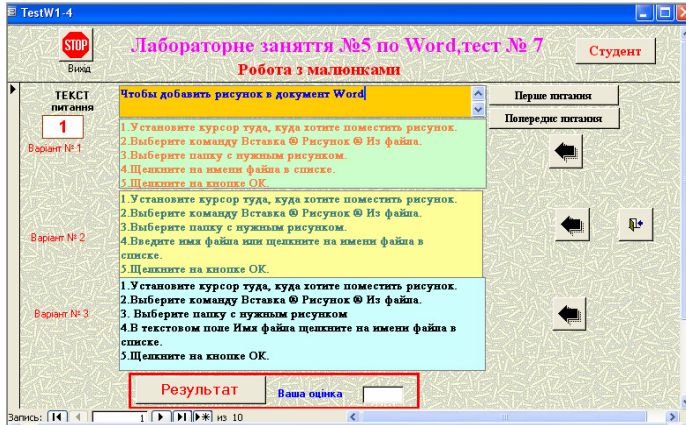 TestW1-4
STOP
Вихід
Лабораторне заняття №5 по Word,тест № 7
Робота з малюнками
Студент
ТЕКСТ
питання
1
Чтобы добавить рисунок в документ Word
Перше питання
Попереднє питання
Варіант № 1
1.Установите курсор туда, куда хотите поместить рисунок.
2.Выберите команду Вставка ® Рисунок ® Из файла.
3.Выберите папку с нужным рисунком.
4.Щелкните на имени файла в списке.
5.Щелкните на кнопке ОК.
Варіант № 2
1.Установите курсор туда, куда хотите поместить рисунок.
2.Выберите команду Вставка ® Рисунок ® Из файла.
3.Выберите папку с нужным рисунком.
4.Введите имя файла или щелкните на имени файла в
списке.
5.Щелкните на кнопке ОК.
Варіант № 3
1.Установите курсор туда, куда хотите поместить рисунок.
2.Выберите команду Вставка ® Рисунок ® Из файла.
3. Выберите папку с нужным рисунком
4.В текстовом поле Имя файла щелкните на имени файла в
списке.
5.Щелкните на кнопке ОК.
Результат
Ваша оцінка
Запись: 1 из 10